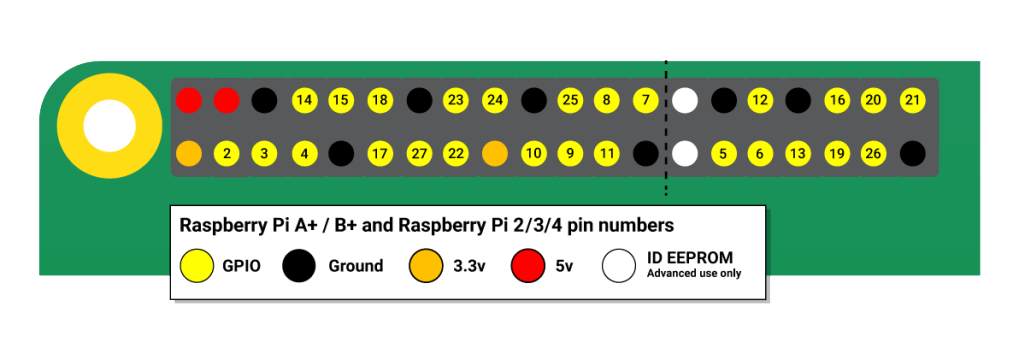 14 15 18 23 24 25 8 7 12 16 20 21
2 3 4 17 27 22 10 9 11 5 6 13 19 26
Raspberry Pi A+ / B+ and Raspberry Pi 2/3/4 pin numbers
GPIO Ground 3.3v 5v ID EEPROM
Advanced use only